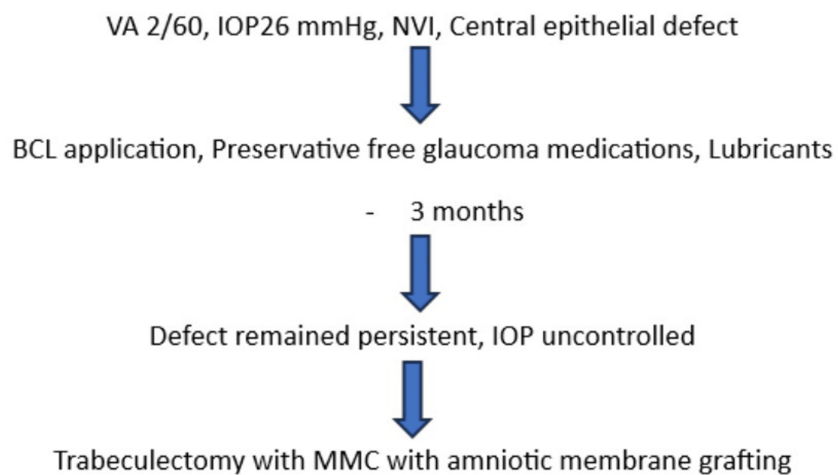 VA 2/60, IOP26 mmHg, NVI, Central epithelial defect
BCL application, Preservative free glaucoma medications, Lubricants
- 3 months
Defect remained persistent, IOP uncontrolled
Trabeculectomy with MMC with amniotic membrane grafting